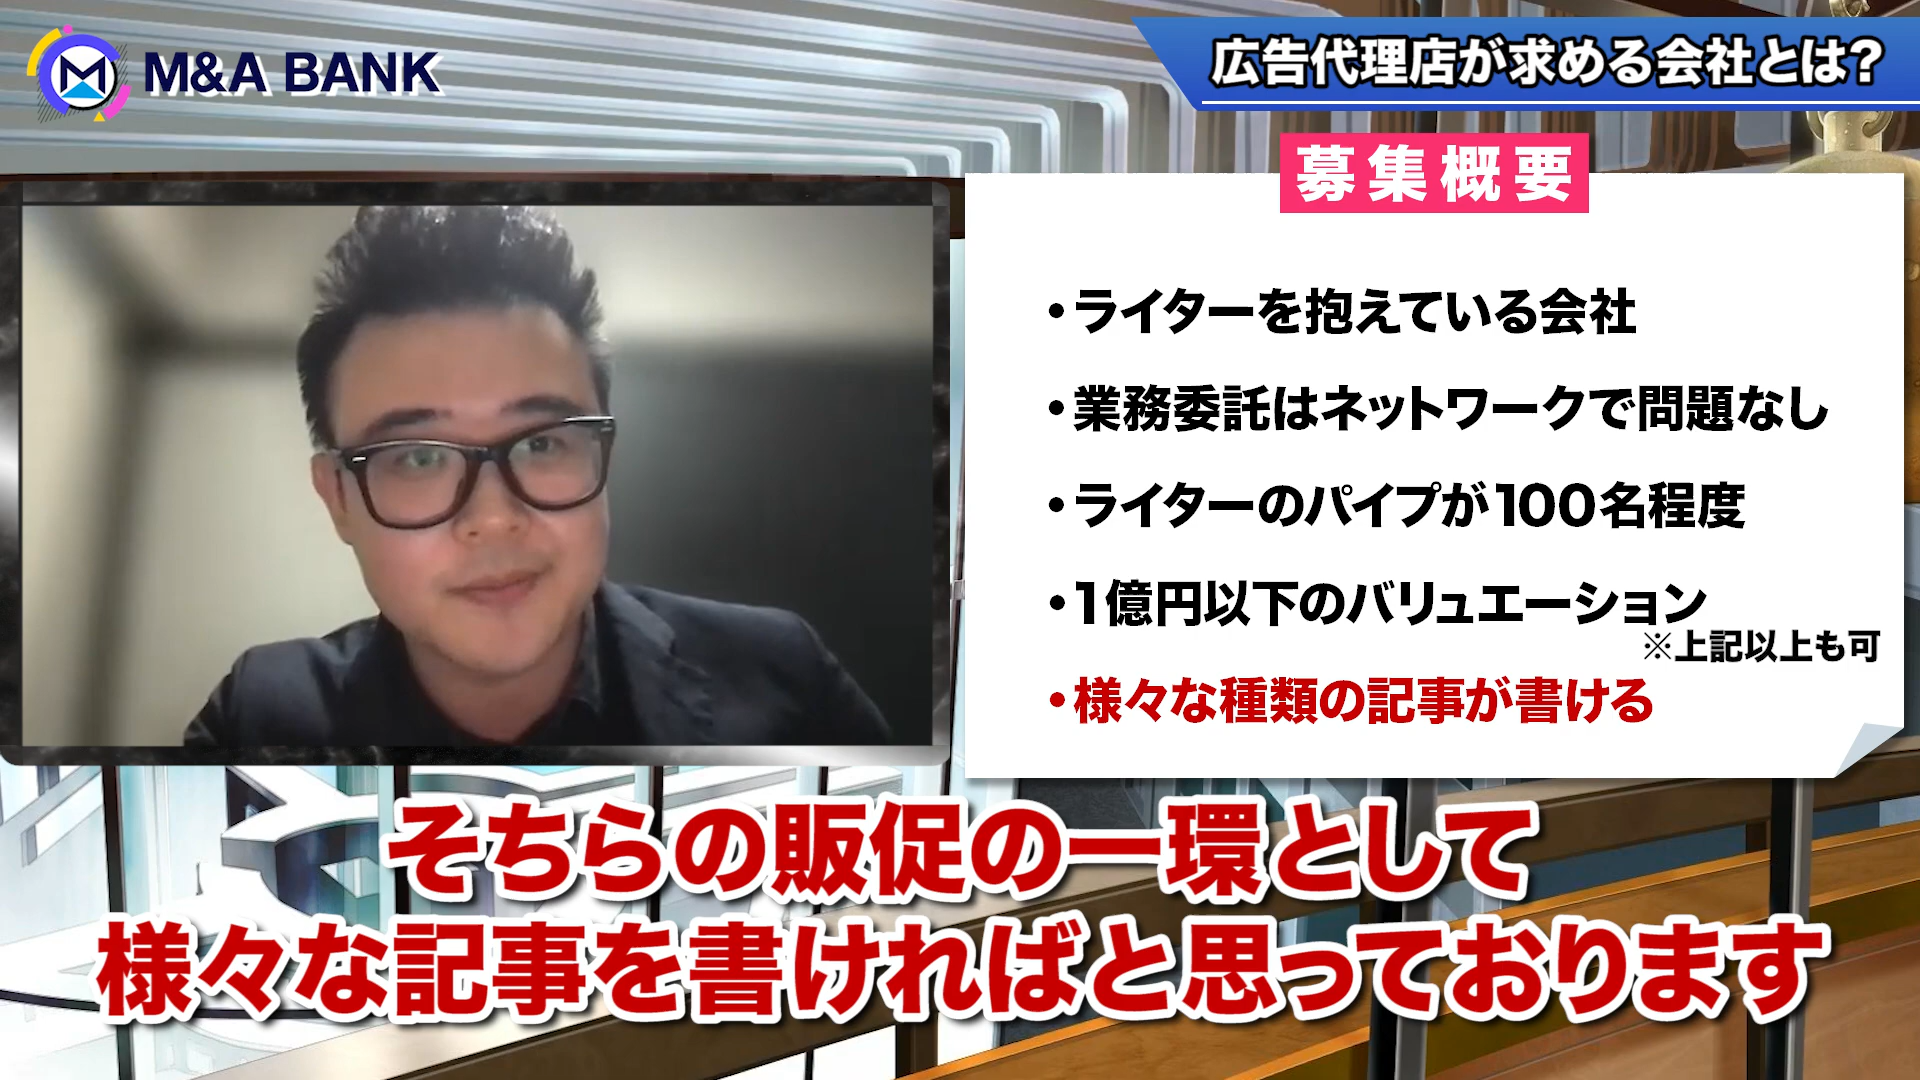 M&A BANK
広告代理店が求める会社とは?
募集概要
・ライターを抱えている会社
・業務委託はネットワークで問題なし
・ライターのパイプが100名程度
・1億円以下のバリュエーション
※上記以上も可
・様々な種類の記事が書ける
そちらの販促の一環として
様々な記事を書ければと思っております